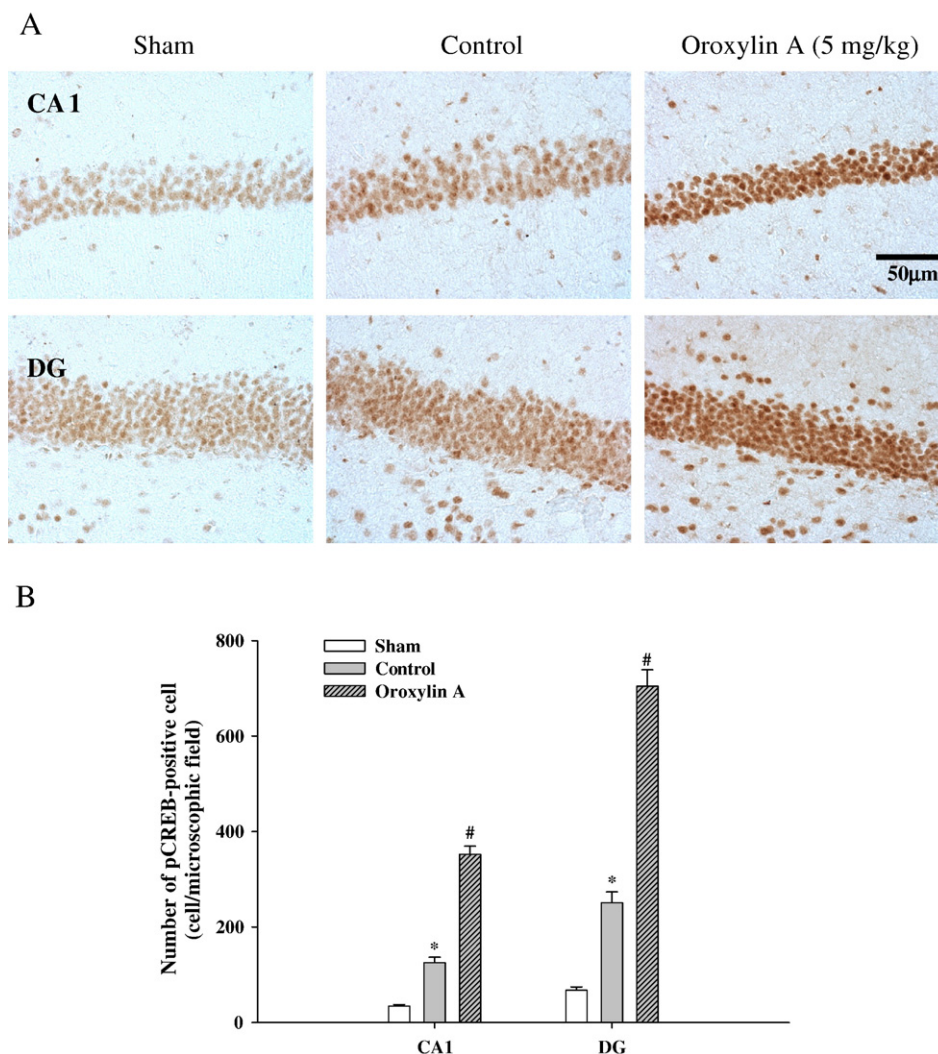 A
Sham Control Oroxylin A (5 mg/kg)
CA1
50μm
DG
B
Number of pCREB-positive cell
(cell/microscophic field)
800
600
400
200
0
Sham
Control
Oroxylin A
*
#
*
#
CA1 DG